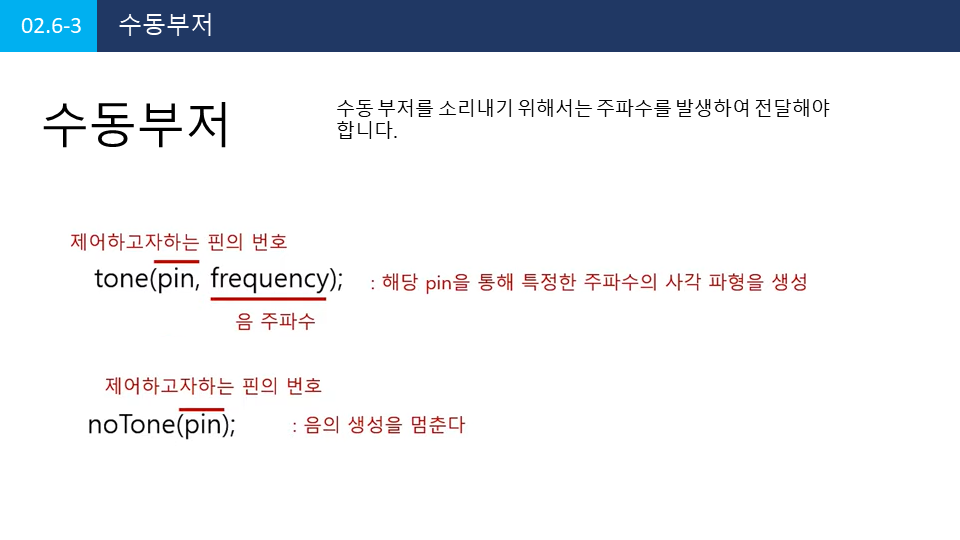 02.6-3 수동부저
수동부저
수동 부저를 소리내기 위해서는 주파수를 발생하여 전달해야
합니다.
제어하고자하는 핀의 번호
tone(pin, frequency); : 해당 pin을 통해 특정한 주파수의 사각 파형을 생성
음 주파수
제어하고자하는 핀의 번호
noTone(pin); : 음의 생성을 멈춘다